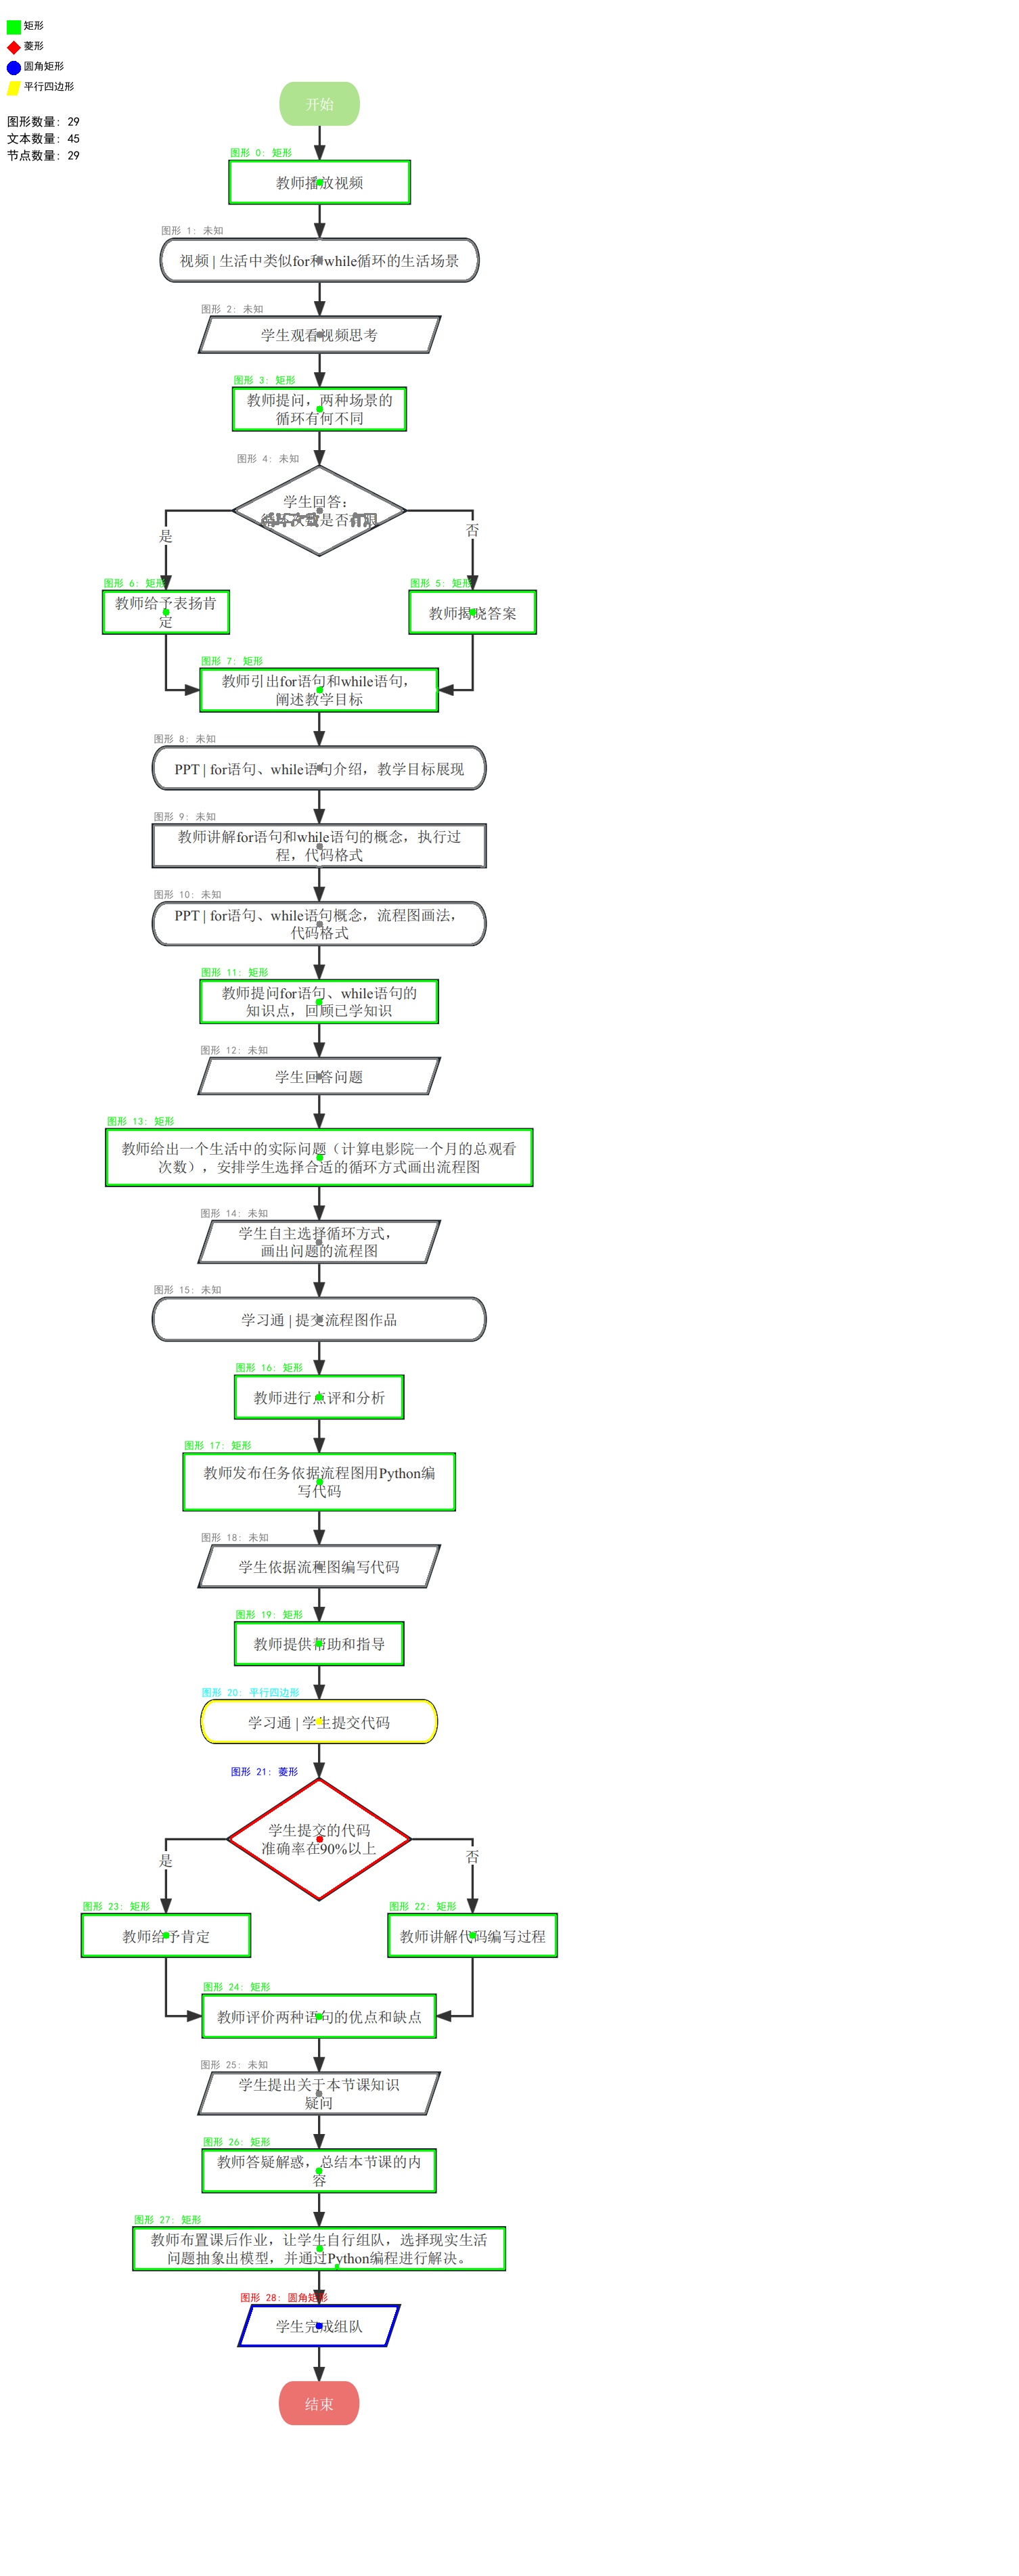 矩形
菱形
圆角矩形
平行四边形
图形数量: 29
文本数量: 45
节点数量: 29
开始
图形 0: 矩形
教师播放视频
图形 1: 未知
视频 | 生活中类似for和while循环的生活场景
图形 2: 未知
学生观看视频思考
图形 3: 矩形
教师提问，两种场景的
循环有何不同
图形 4: 未知
学生回答：
循环次数是否有限
是
否
图形 6: 矩形
图形 5: 矩形
教师给予表扬肯
定
教师揭晓答案
图形 7: 矩形
教师引出for语句和while语句，
阐述教学目标
图形 8: 未知
PPT | for语句、while语句介绍，教学目标展现
图形 9: 未知
教师讲解for语句和while语句的概念，执行过
程，代码格式
图形 10: 未知
PPT | for语句、while语句概念，流程图画法，
代码格式
图形 11: 矩形
教师提问for语句、while语句的
知识点，回顾已学知识
图形 12: 未知
学生回答问题
图形 13: 矩形
教师给出一个生活中的实际问题（计算电影院一个月的总观看
次数），安排学生选择合适的循环方式画出流程图
图形 14: 未知
学生自主选择循环方式，
画出问题的流程图
图形 15: 未知
学习通 | 提交流程图作品
图形 16: 矩形
教师进行点评和分析
图形 17: 矩形
教师发布任务依据流程图用Python编
写代码
图形 18: 未知
学生依据流程图编写代码
图形 19: 矩形
教师提供帮助和指导
图形 20: 平行四边形
学习通 | 学生提交代码
图形 21: 菱形
学生提交的代码
准确率在90%以上
是
否
图形 23: 矩形
图形 22: 矩形
教师给予肯定
教师讲解代码编写过程
图形 24: 矩形
教师评价两种语句的优点和缺点
图形 25: 未知
学生提出关于本节课知识
疑问
图形 26: 矩形
教师答疑解惑，总结本节课的内
容
图形 27: 矩形
教师布置课后作业，让学生自行组队，选择现实生活
问题抽象出模型，并通过Python编程进行解决。
图形 28: 圆角矩形
学生完成组队
结束